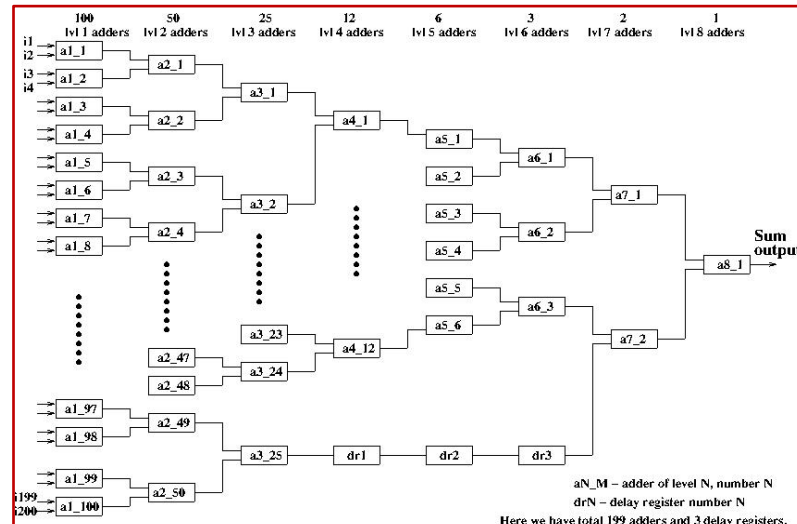 100 50 25 12 6 3 2 1
lvl 1 adders lvl 2 adders lvl 3 adders lvl 4 adders lvl 5 adders lvl 6 adders lvl 7 adders lvl 8 adders
i1
i2
i3
i4
a1_1
a1_2
a1_3
a1_4
a1_5
a1_6
a1_7
a1_8
a1_97
a1_98
a1_99
i199
i200
a1_100
a2_1
a2_2
a2_3
a2_4
a2_47
a2_48
a2_49
a2_50
a3_1
a3_2
a3_23
a3_24
a3_25
a4_1
a4_12
dr1
a5_1
a5_2
a5_3
a5_4
a5_5
a5_6
dr2
a6_1
a6_2
a6_3
dr3
a7_1
a7_2
Sum
output
a8_1
aN_M – adder of level N, number N
drN – delay register number N
Here we have total 199 adders and 3 delay registers.